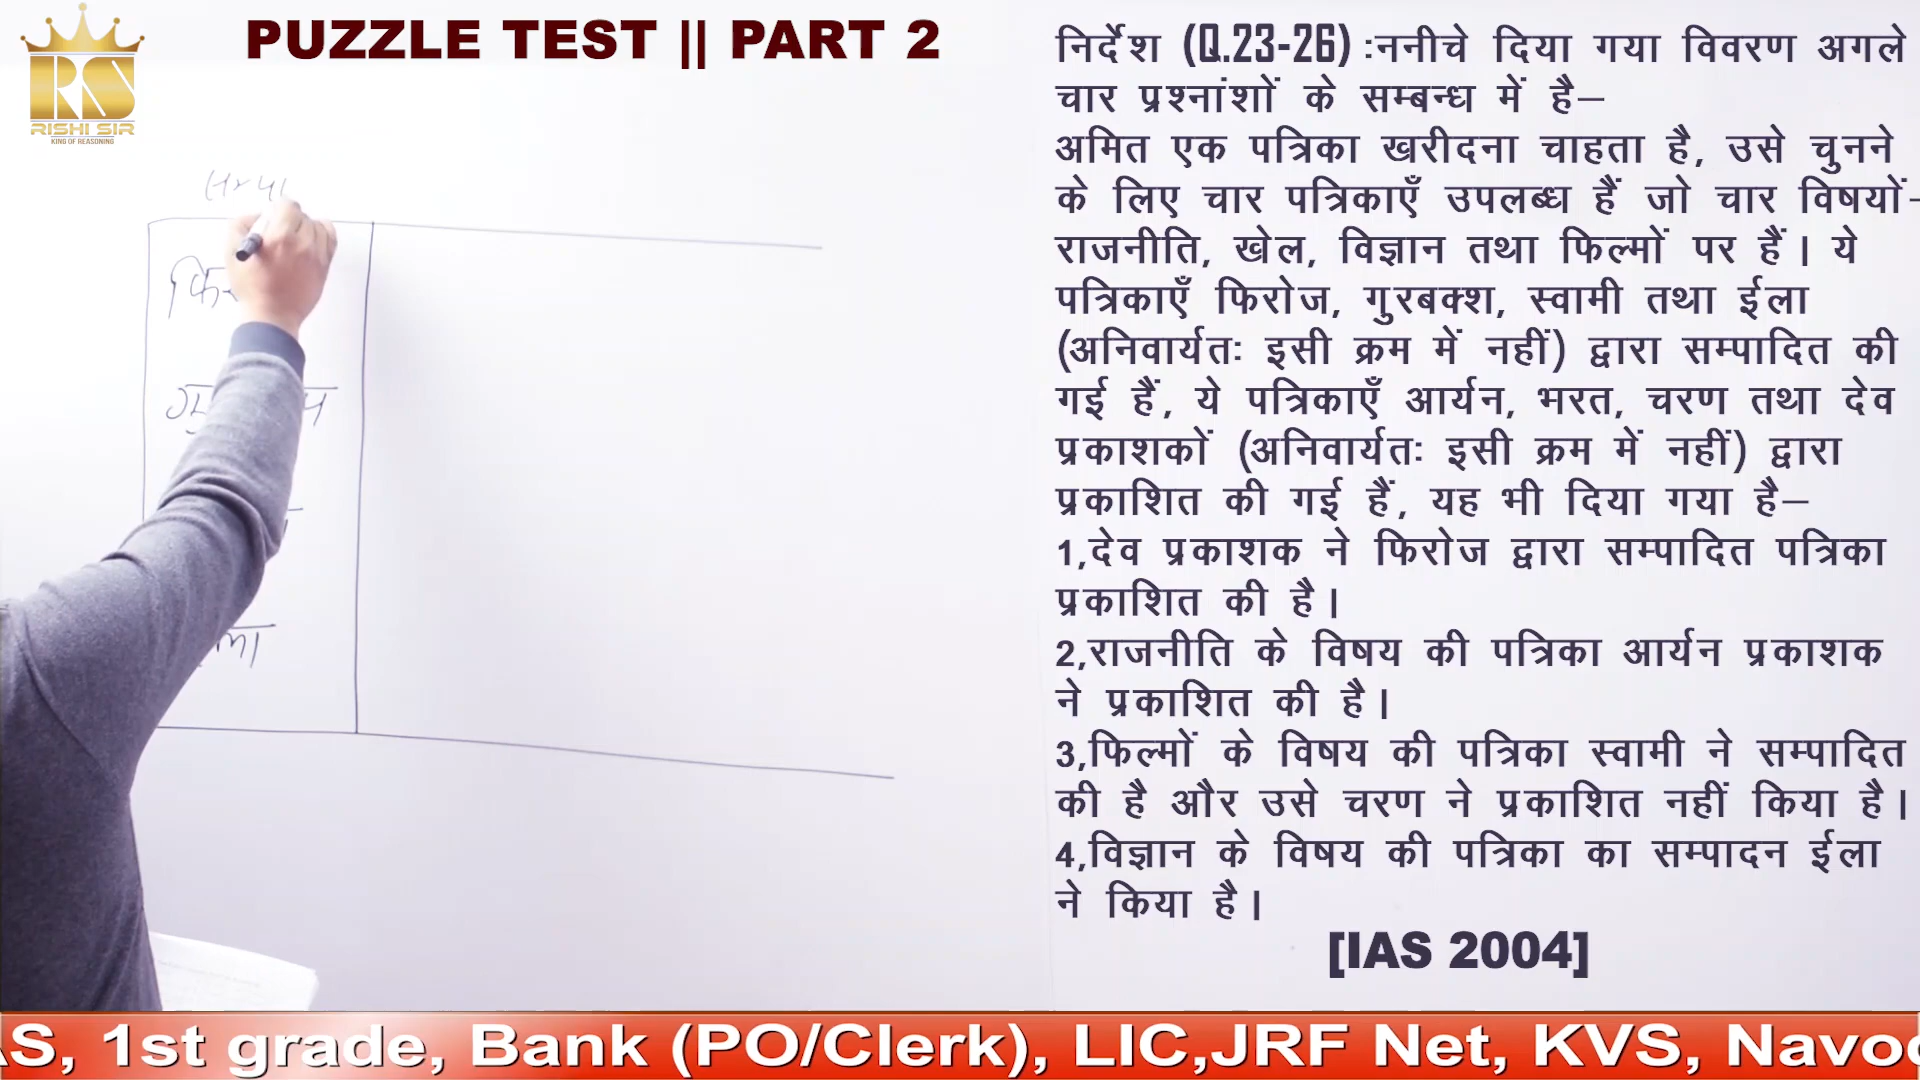 PUZZLE TEST || PART 2
RS
RISHI SIR
KING OF REASONING
निर्देश (Q.23-26) :ननीचे दिया गया विवरण अगले
चार प्रश्नांशों के सम्बन्ध में है–
अमित एक पत्रिका खरीदना चाहता है, उसे चुनने
के लिए चार पत्रिकाएँ उपलब्ध हैं जो चार विषयों-
राजनीति, खेल, विज्ञान तथा फिल्मों पर हैं। ये
पत्रिकाएँ फिरोज, गुरबक्श, स्वामी तथा ईला
(अनिवार्यतः इसी क्रम में नहीं) द्वारा सम्पादित की
गई हैं, ये पत्रिकाएँ आर्यन, भरत, चरण तथा देव
प्रकाशकों (अनिवार्यतः इसी क्रम में नहीं) द्वारा
प्रकाशित की गई हैं, यह भी दिया गया है–
1,देव प्रकाशक ने फिरोज द्वारा सम्पादित पत्रिका
प्रकाशित की है।
2,राजनीति के विषय की पत्रिका आर्यन प्रकाशक
ने प्रकाशित की है।
3,फिल्मों के विषय की पत्रिका स्वामी ने सम्पादित
की है और उसे चरण ने प्रकाशित नहीं किया है।
4,विज्ञान के विषय की पत्रिका का सम्पादन ईला
ने किया है।
[IAS 2004]
AS, 1st grade, Bank (PO/Clerk), LIC,JRF Net, KVS, Navod